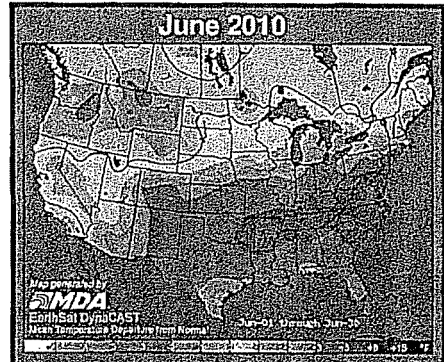 June 2010
Map generated by
MDA
EarthSat DynaCAST
Mean Temperature Departure from Normal
Jun-01 through Jun-30